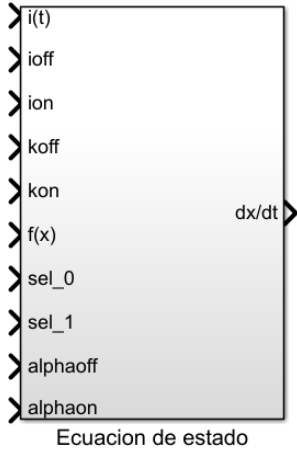 i(t)
ioff
ion
koff
kon
dx/dt
f(x)
sel_0
sel_1
alphaoff
alphaon
Ecuacion de estado